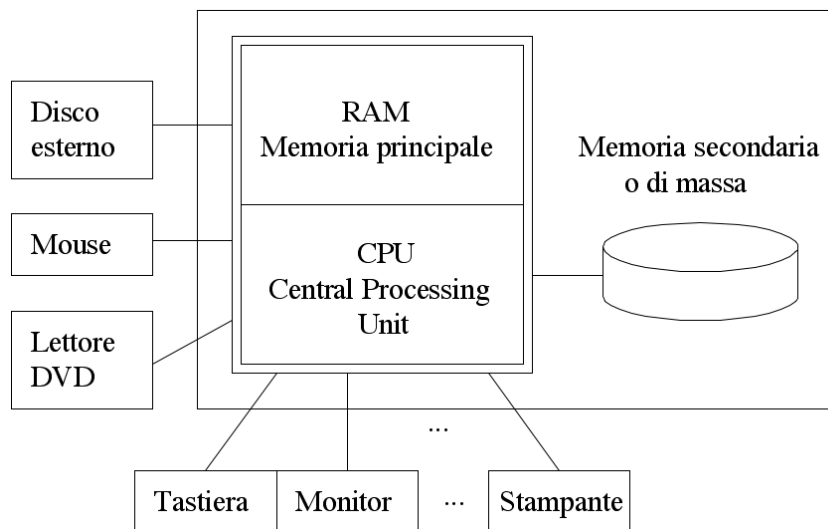 Disco
esterno
Mouse
Lettore
DVD
RAM
Memoria principale
CPU
Central Processing
Unit
Memoria secondaria
o di massa
...
Tastiera
Monitor
...
Stampante